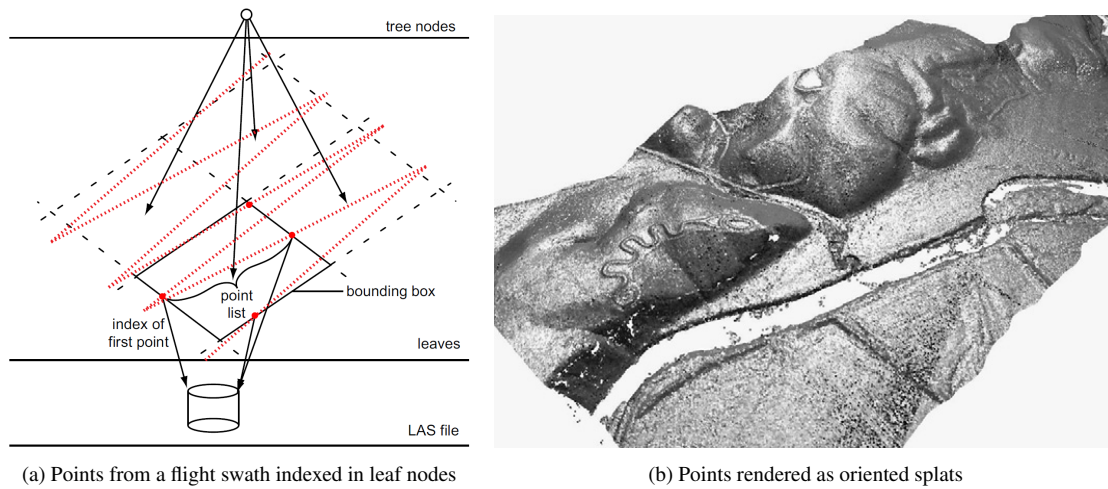 tree nodes
point
list
bounding box
index of
first point
leaves
LAS file
(a) Points from a flight swath indexed in leaf nodes
(b) Points rendered as oriented splats